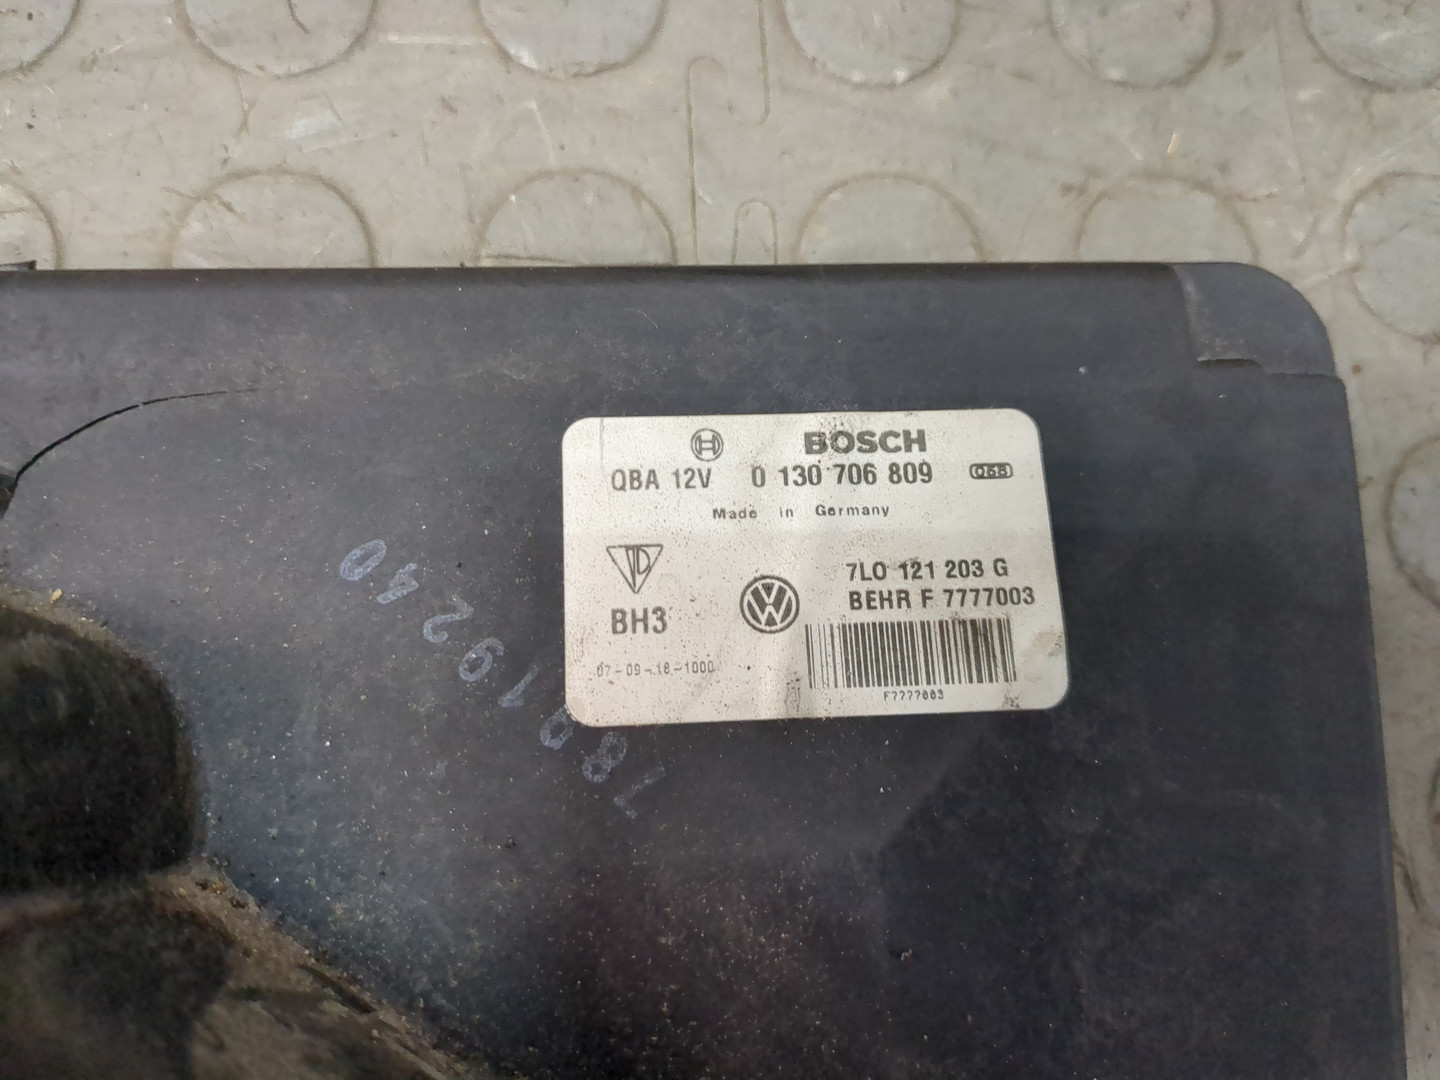 BOSCH
QBA 12V 0 130 706 809 068
Made in Germany
7L0 121 203 G
BEHR F 7777003
BH3
07-09-18-1000
F7777003